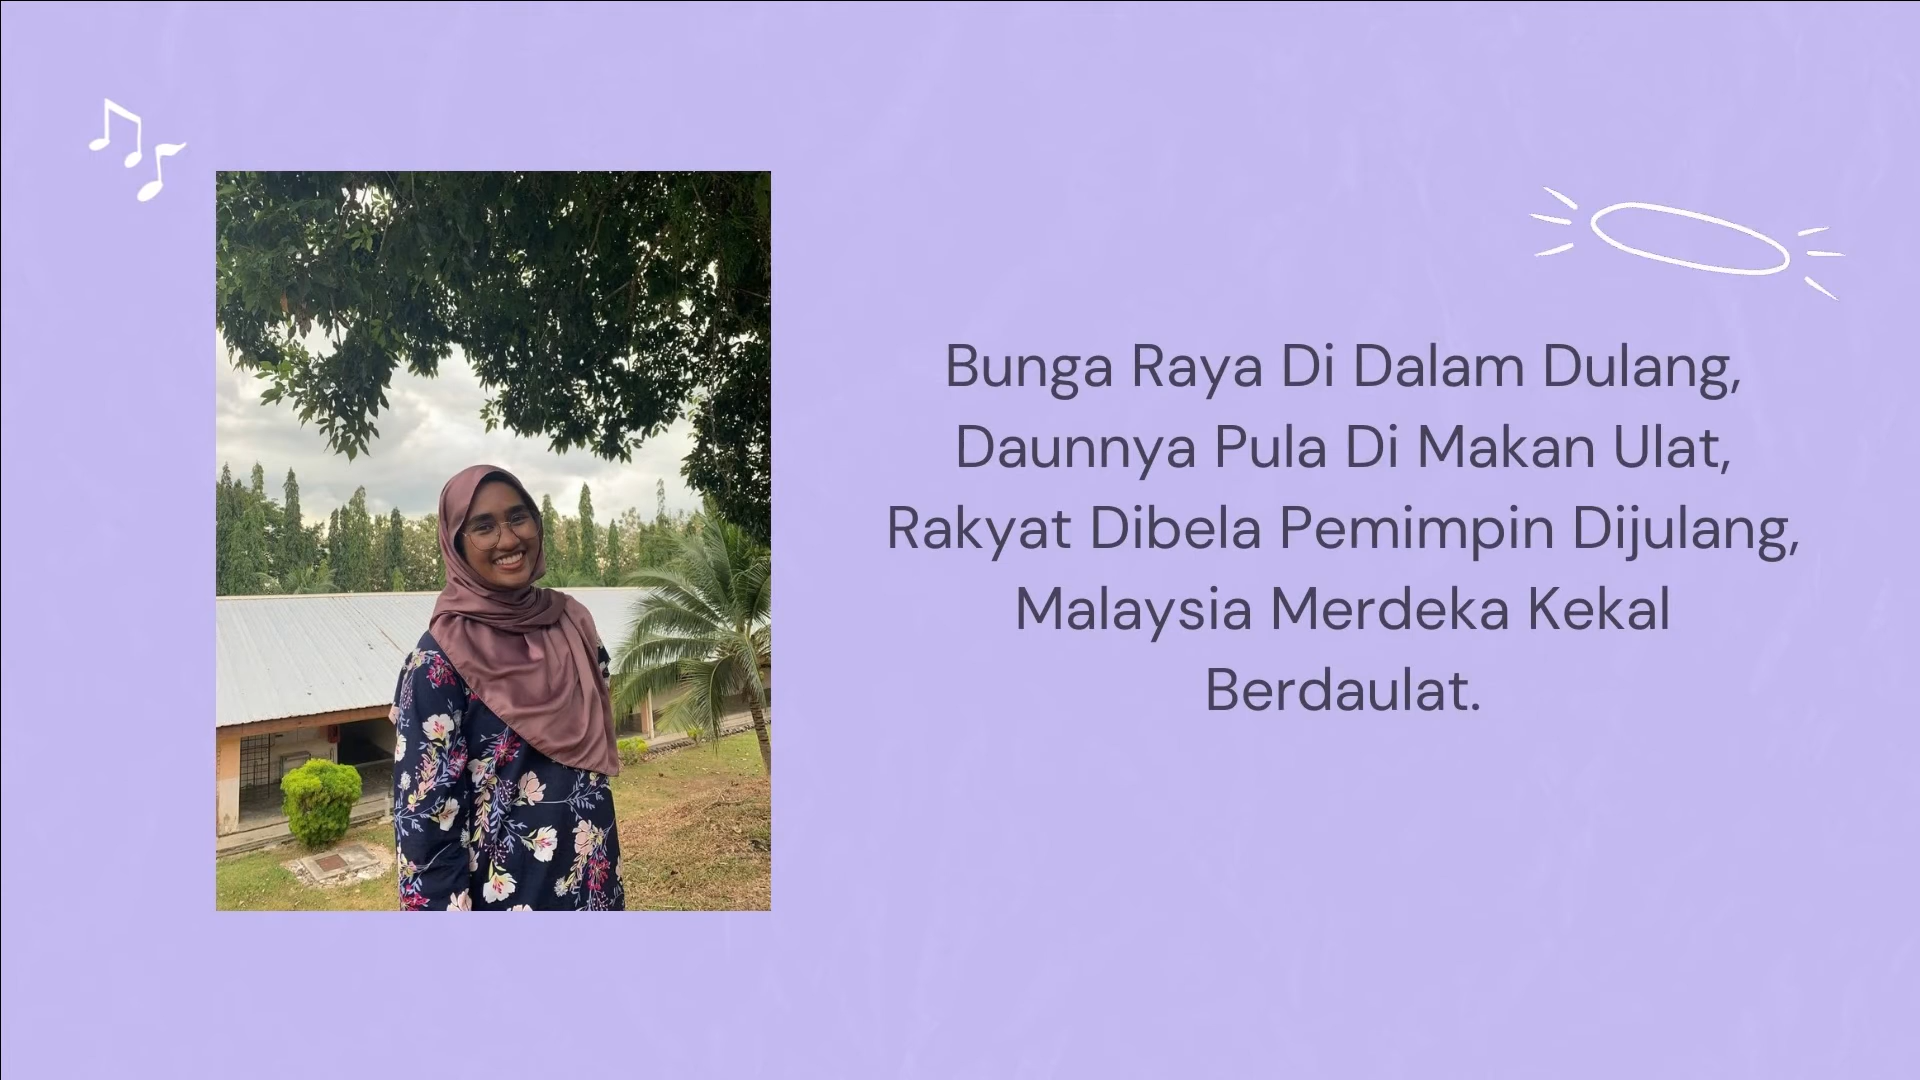 Bunga Raya Di Dalam Dulang,
Daunnya Pula Di Makan Ulat,
Rakyat Dibela Pemimpin Dijulang,
Malaysia Merdeka Kekal
Berdaulat.